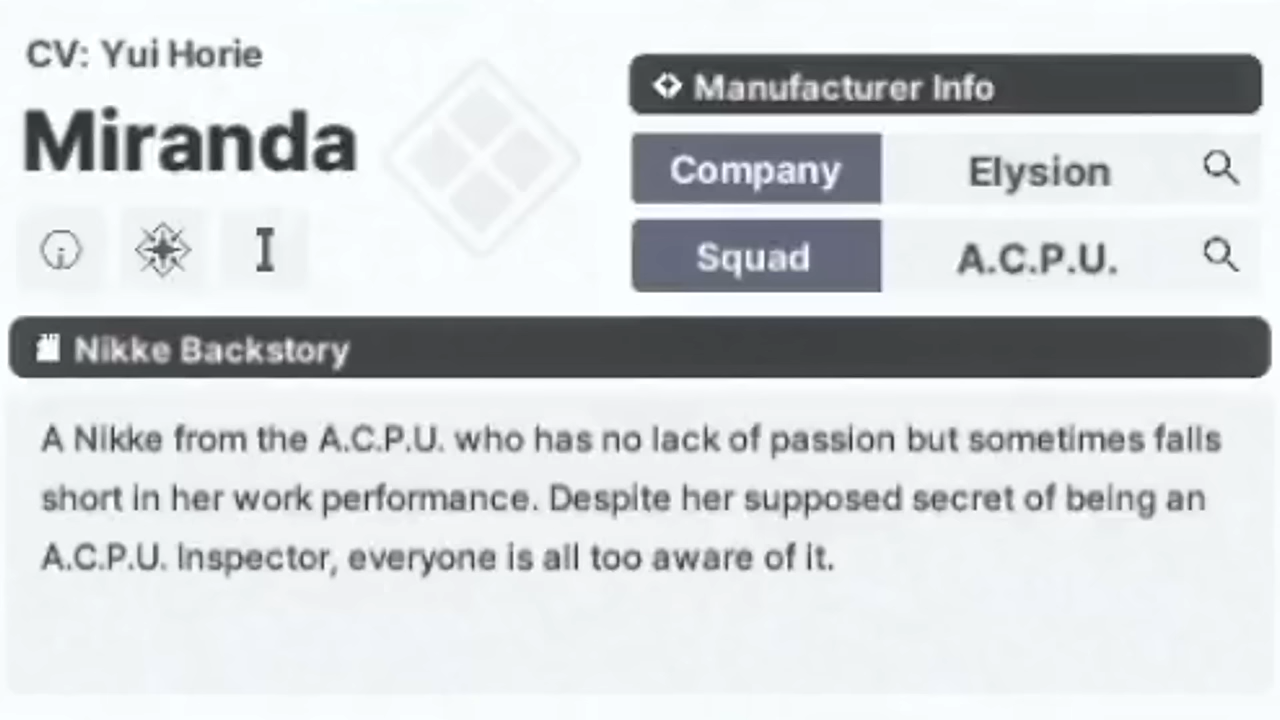 CV: Yui Horie
Miranda
I
Manufacturer Info
Company Elysion
Squad A.C.P.U.
Nikke Backstory
A Nikke from the A.C.P.U. who has no lack of passion but sometimes falls
short in her work performance. Despite her supposed secret of being an
A.C.P.U. Inspector, everyone is all too aware of it.